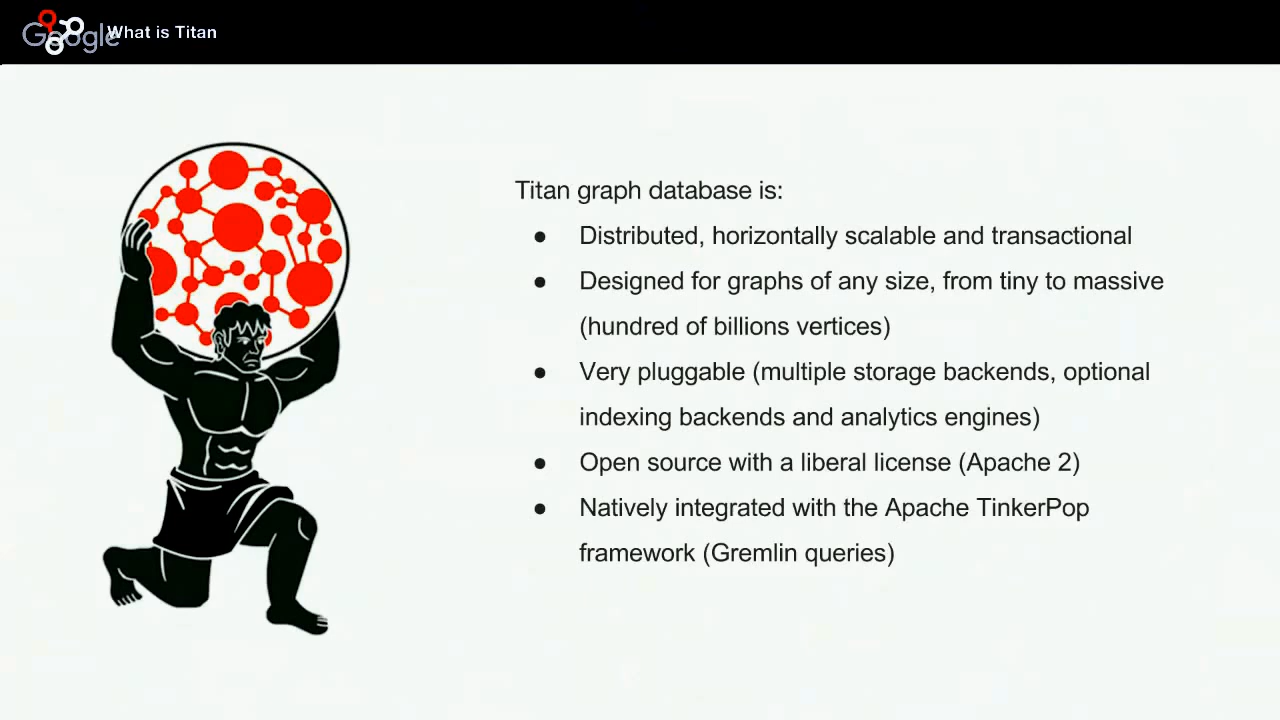 Google
What is Titan
Titan graph database is:
● Distributed, horizontally scalable and transactional
● Designed for graphs of any size, from tiny to massive
(hundred of billions vertices)
● Very pluggable (multiple storage backends, optional
indexing backends and analytics engines)
● Open source with a liberal license (Apache 2)
● Natively integrated with the Apache TinkerPop
framework (Gremlin queries)